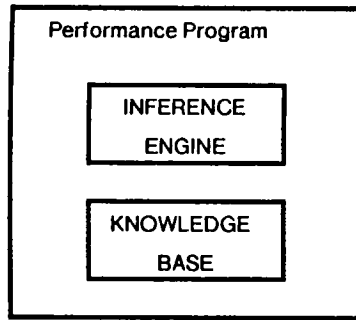 Performance Program
INFERENCE
ENGINE
KNOWLEDGE
BASE